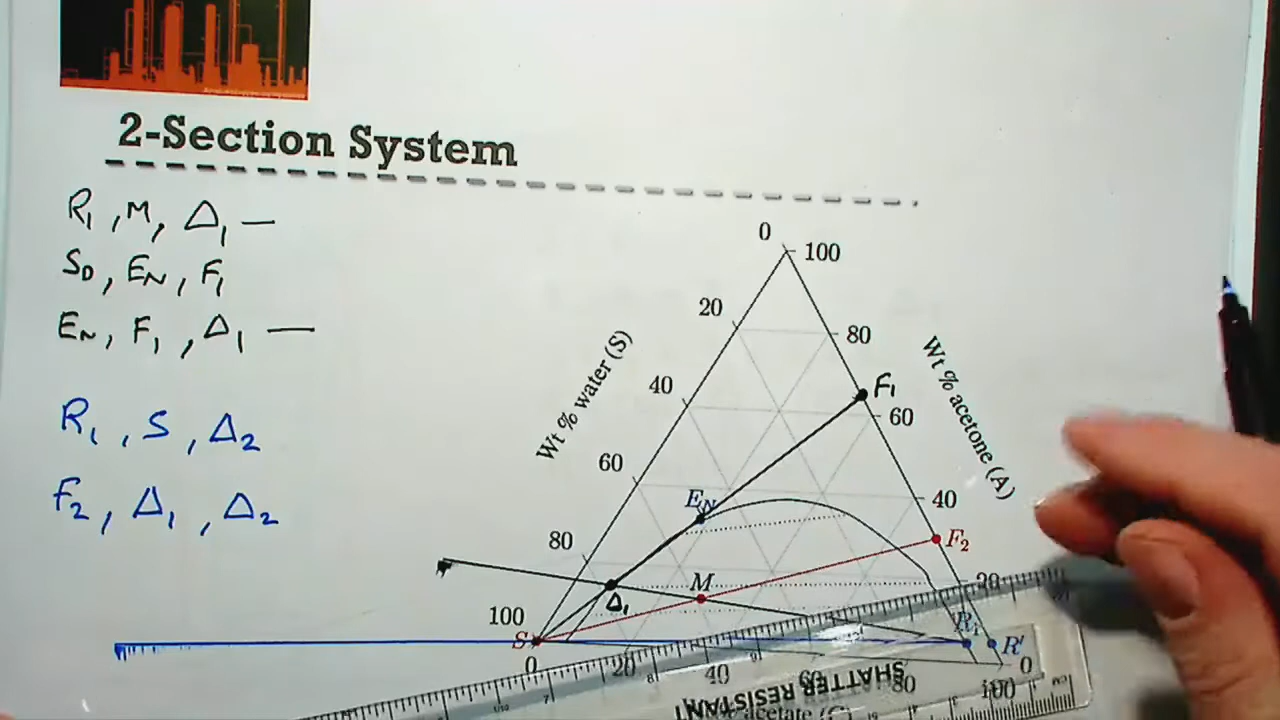 2-Section System
R₁, M, Δ₁ —
S₀, Eₙ, F₁
Eₙ, F₁, Δ₁ —
R₁, S, Δ₂
F₂, Δ₁, Δ₂
0
100
20
80
Wt % water (S)
Wt % acetone (A)
40
F₁
60
60
Eₙ
40
80
F₂
M
20
Δ₁
100
R₁
S
R'
0
0
20
40
60
80
100
SHATTER RESISTANT
acetate (C)